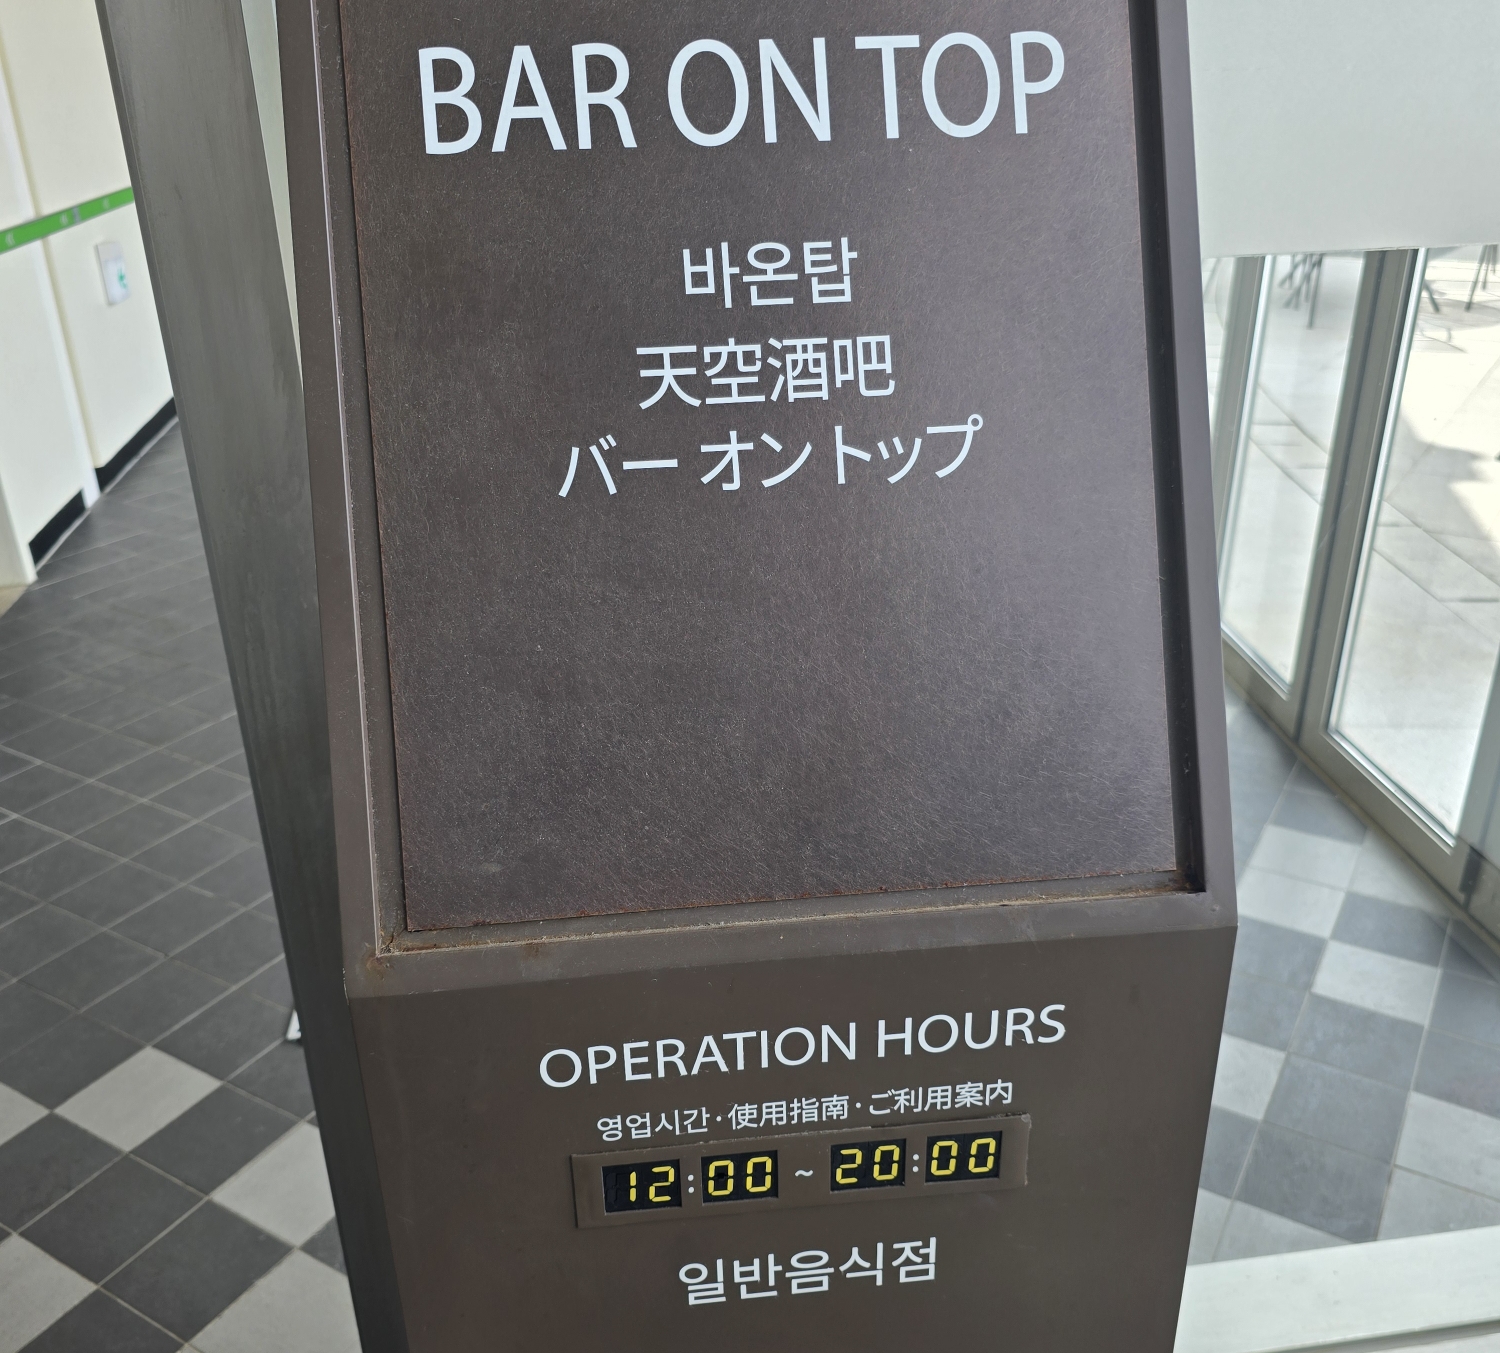 BAR ON TOP
바온탑
天空酒吧
バー オントップ
OPERATION HOURS
영업시간·使用指南·ご利用案内
12:00 ~ 20:00
일반음식점